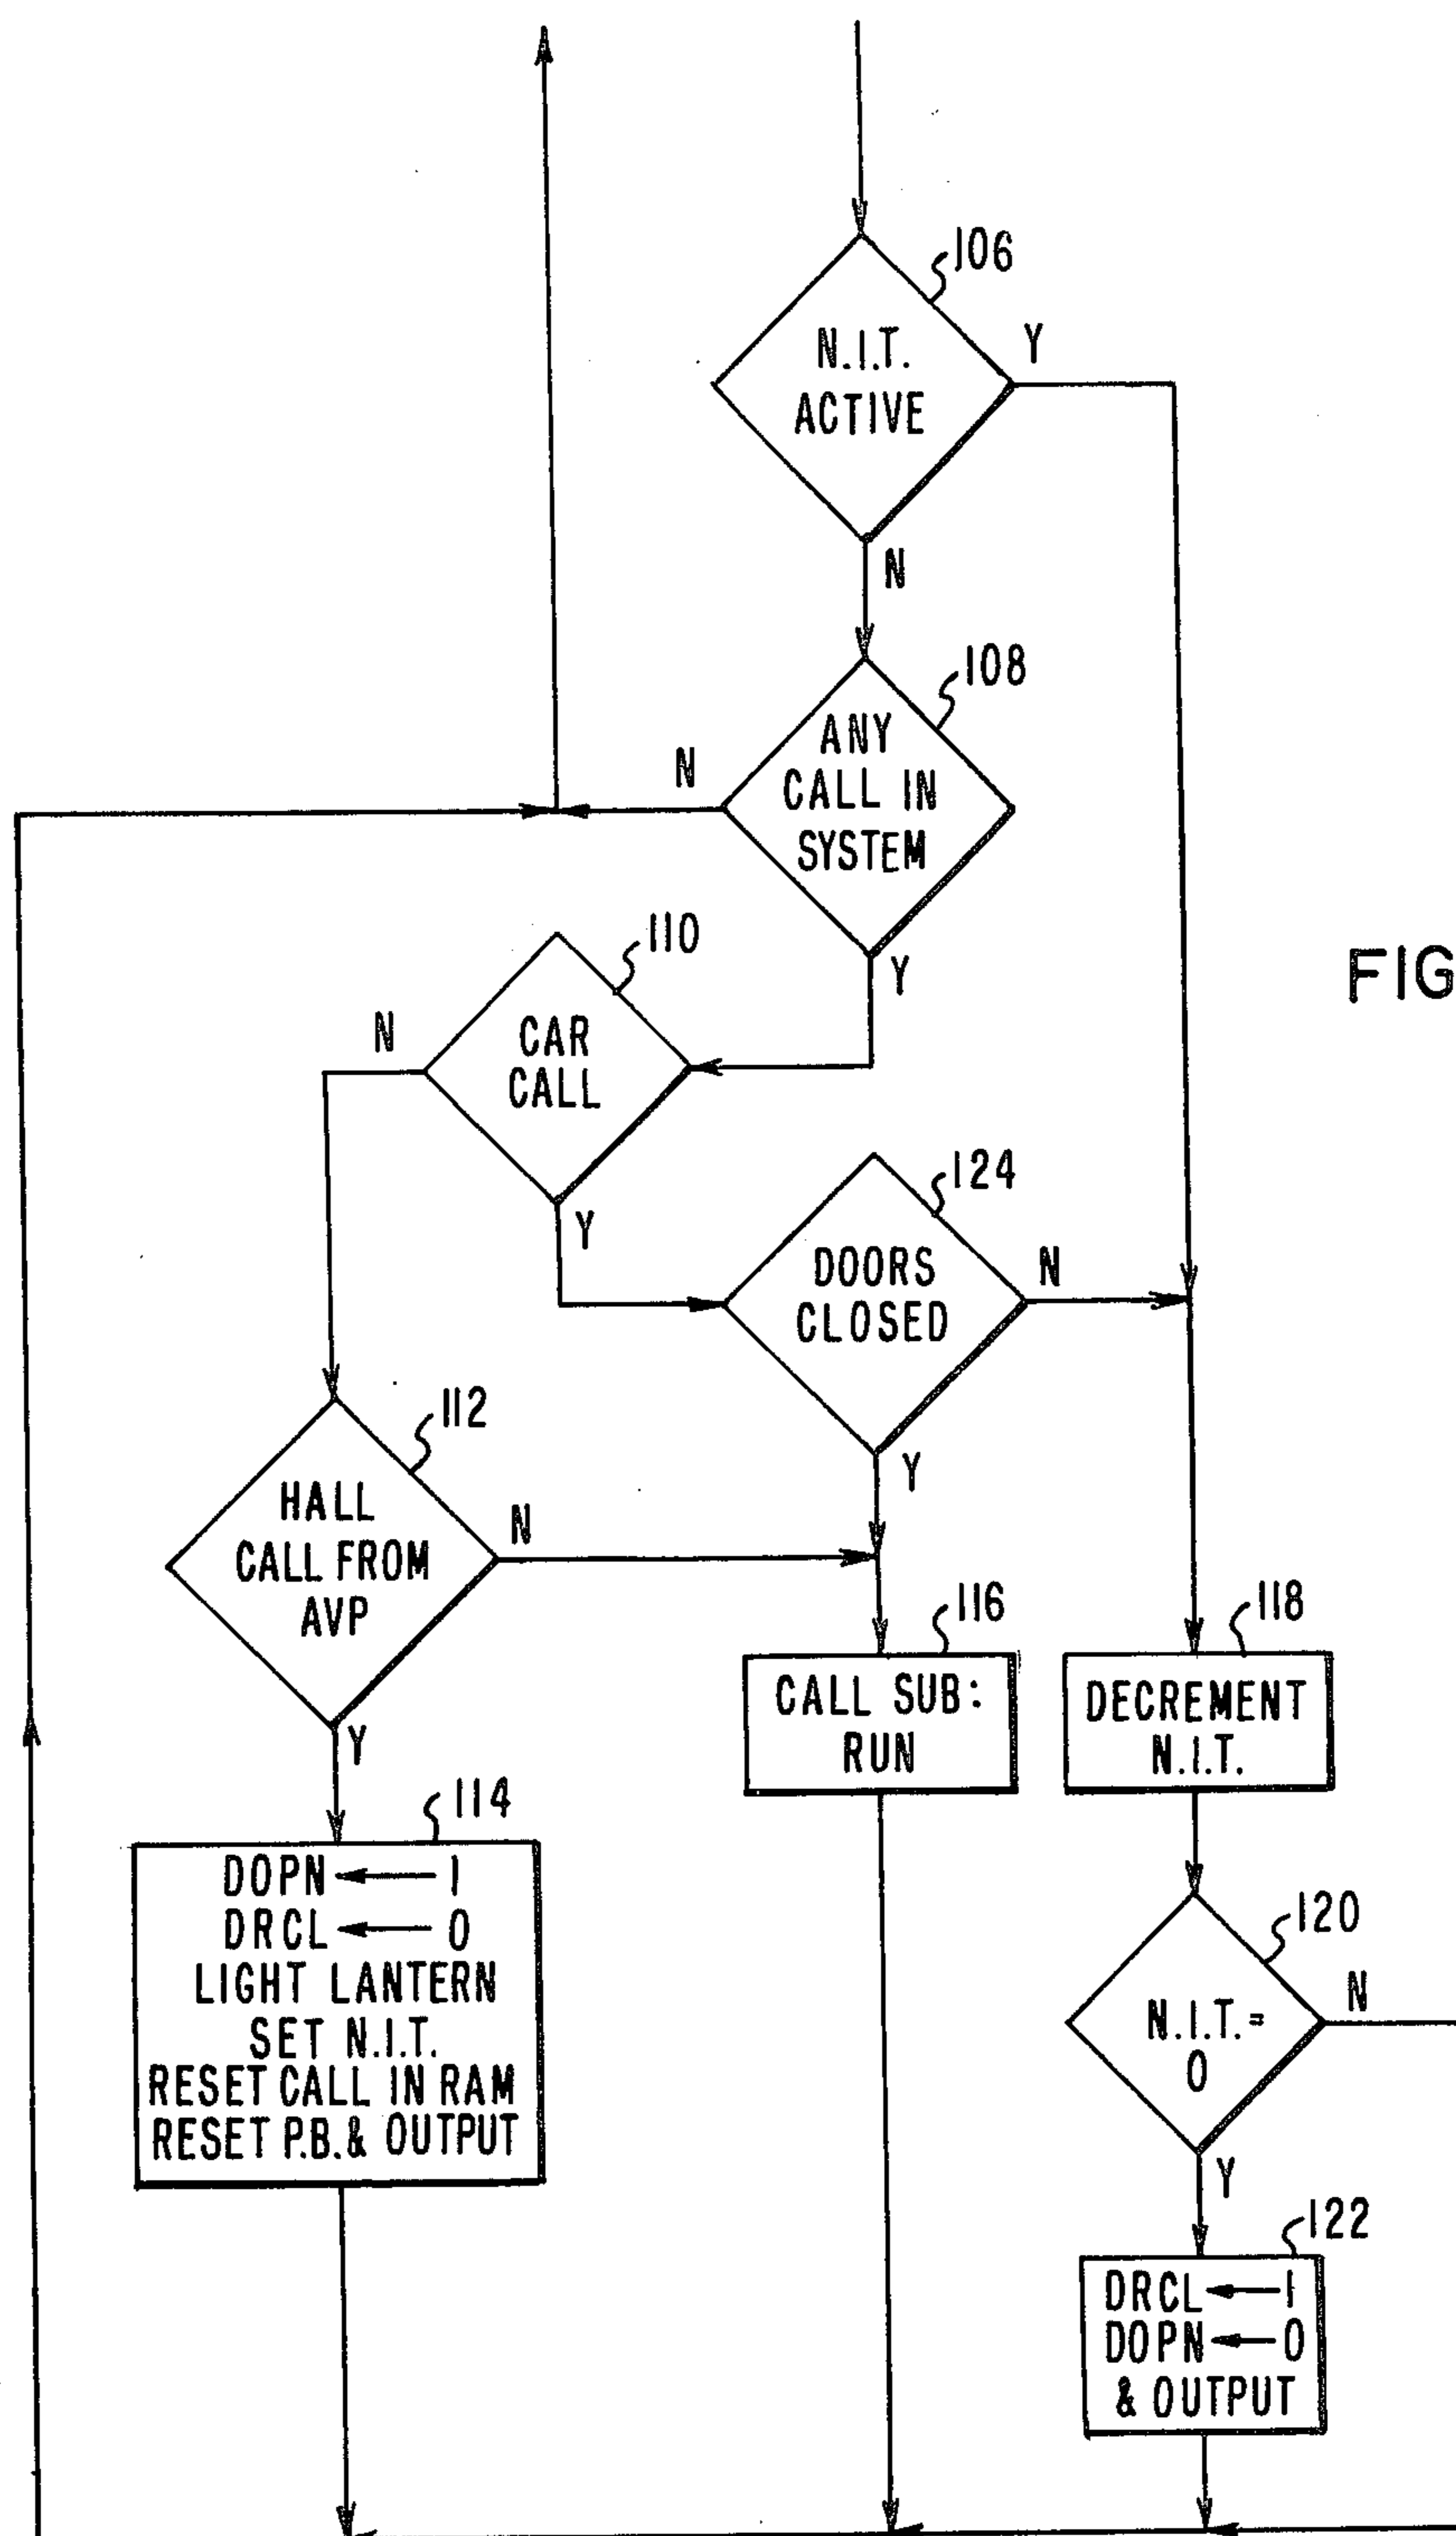 106
N.I.T.
ACTIVE
Y
N
108
ANY
CALL IN
SYSTEM
N
Y
110
CAR
CALL
N
Y
FIG
124
DOORS
CLOSED
N
Y
112
HALL
CALL FROM
AVP
N
Y
116
CALL SUB:
RUN
118
DECREMENT
N.I.T.
114
DOPN ← 1
DRCL ← 0
LIGHT LANTERN
SET N.I.T.
RESET CALL IN RAM
RESET P.B. & OUTPUT
120
N.I.T. =
0
N
Y
122
DRCL ← 1
DOPN ← 0
& OUTPUT